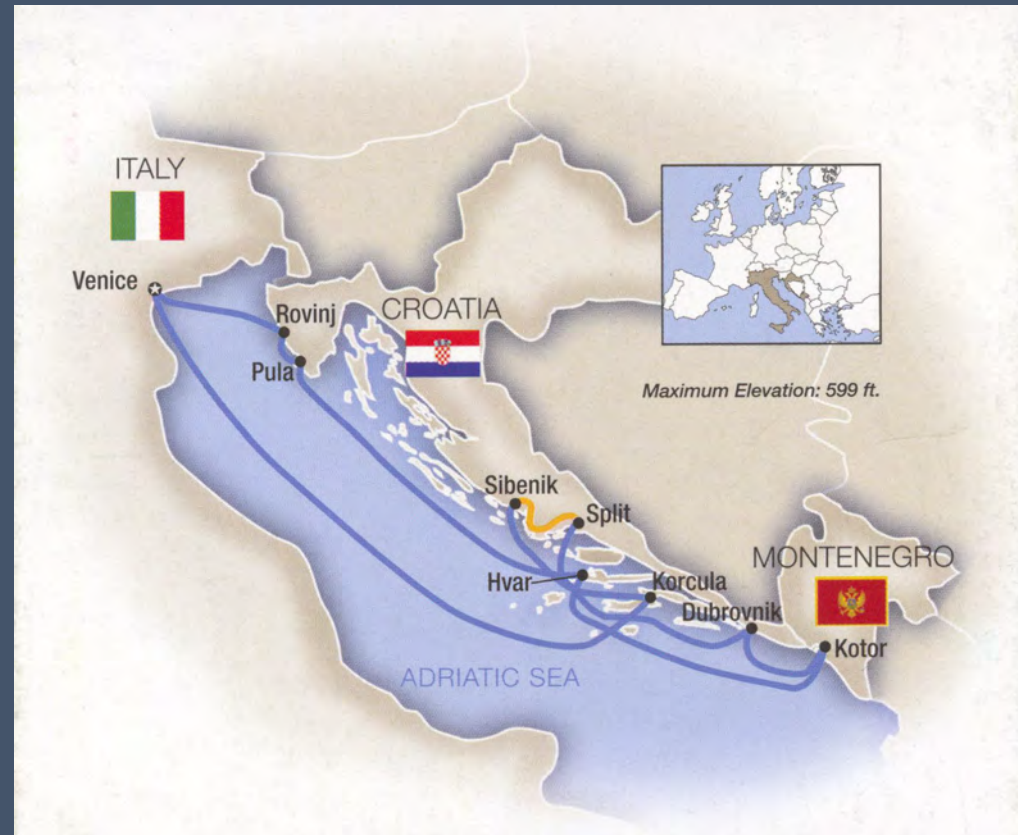 ITALY
Venice
Rovinj
CROATIA
Pula
Maximum Elevation: 599 ft.
Sibenik
Split
MONTENEGRO
Hvar
Korcula
Dubrovnik
Kotor
ADRIATIC SEA